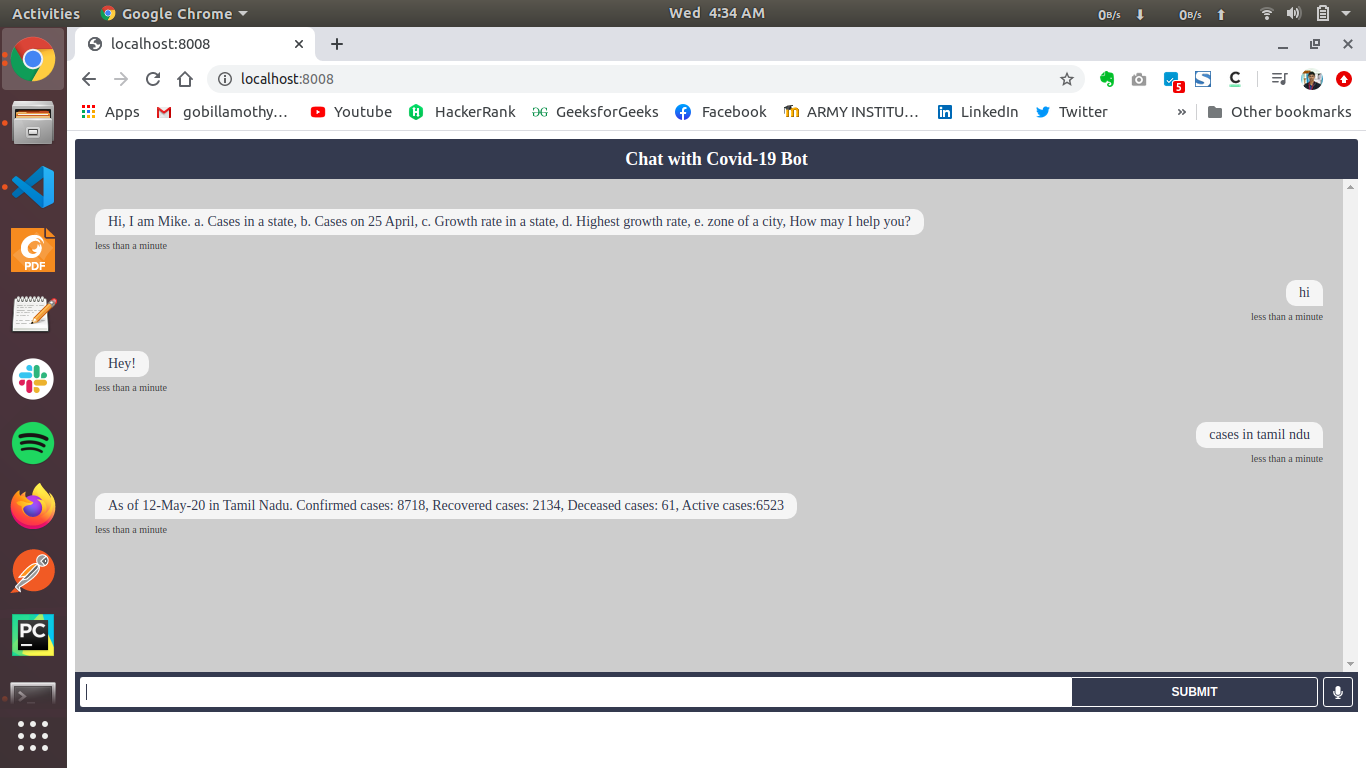 Activities Google Chrome Wed 4:34 AM 0B/s 0B/s
localhost:8008
localhost:8008 5
Apps gobillamothy... Youtube HackerRank GeeksforGeeks Facebook ARMY INSTITU... LinkedIn Twitter » Other bookmarks
Chat with Covid-19 Bot
Hi, I am Mike. a. Cases in a state, b. Cases on 25 April, c. Growth rate in a state, d. Highest growth rate, e. zone of a city, How may I help you?
less than a minute
hi
less than a minute
Hey!
less than a minute
cases in tamil ndu
less than a minute
As of 12-May-20 in Tamil Nadu. Confirmed cases: 8718, Recovered cases: 2134, Deceased cases: 61, Active cases:6523
less than a minute
SUBMIT
PDF
PC